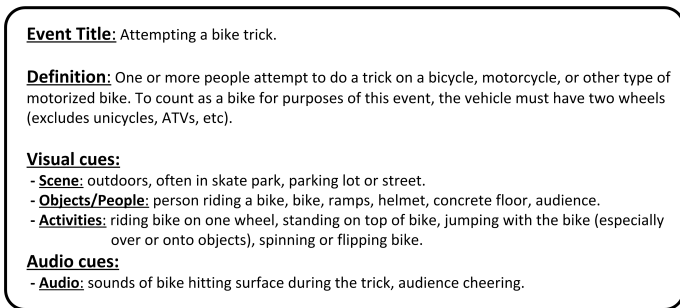 Event Title: Attempting a bike trick.
Definition: One or more people attempt to do a trick on a bicycle, motorcycle, or other type of
motorized bike. To count as a bike for purposes of this event, the vehicle must have two wheels
(excludes unicycles, ATVs, etc).
Visual cues:
- Scene: outdoors, often in skate park, parking lot or street.
- Objects/People: person riding a bike, bike, ramps, helmet, concrete floor, audience.
- Activities: riding bike on one wheel, standing on top of bike, jumping with the bike (especially
over or onto objects), spinning or flipping bike.
Audio cues:
- Audio: sounds of bike hitting surface during the trick, audience cheering.